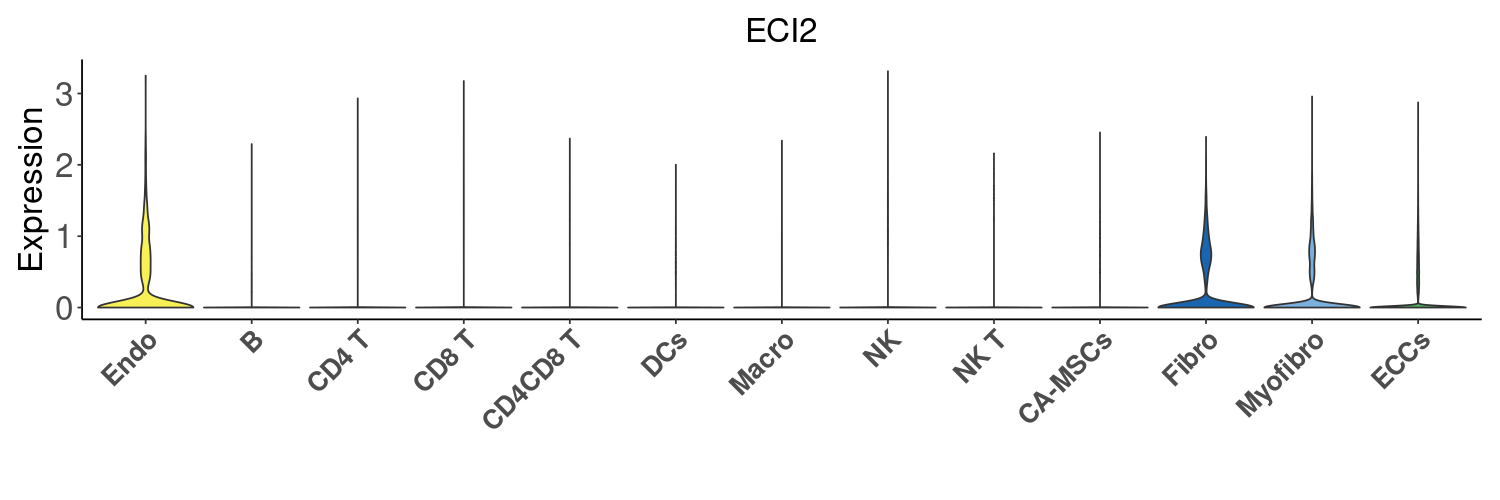 ECI2
Expression
3
2
1
0
Endo
B
CD4 T
CD8 T
CD4CD8 T
DCs
Macro
NK
NK T
CA-MSCs
Fibro
Myofibro
ECCs